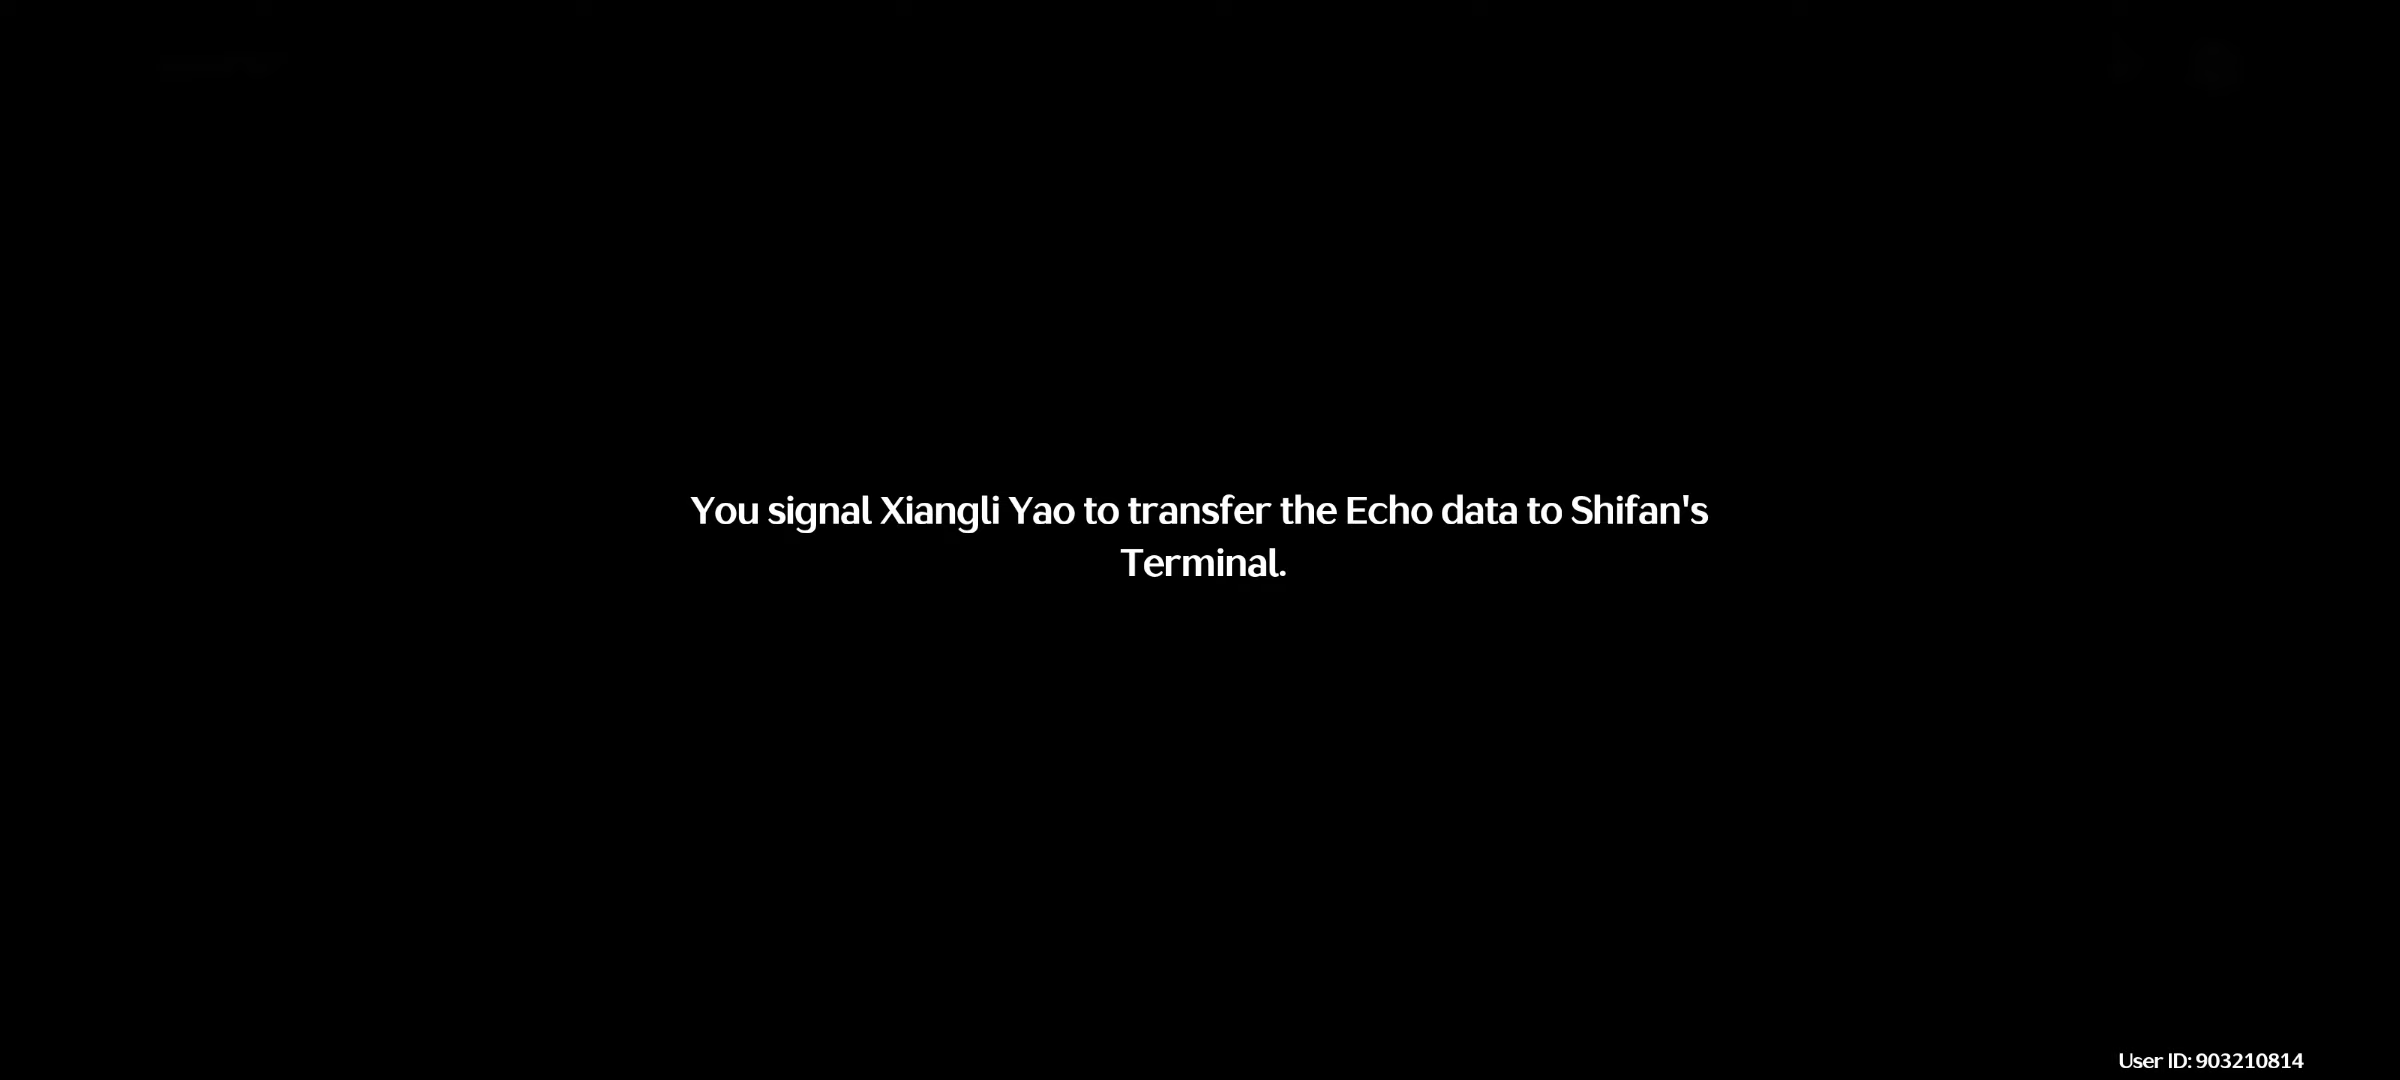 You signal Xiangli Yao to transfer the Echo data to Shifan's
Terminal.
User ID: 903210814